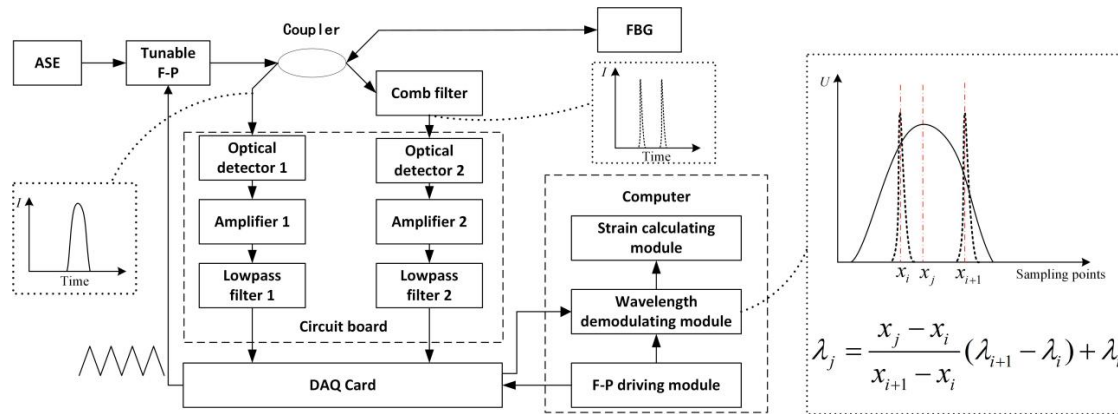 Coupler
ASE
Tunable
F-P
FBG
Comb filter
I
Time
Optical
detector 1
Optical
detector 2
Amplifier 1
Amplifier 2
Lowpass
filter 1
Lowpass
filter 2
Circuit board
I
Time
DAQ Card
Computer
Strain calculating
module
Wavelength
demodulating module
F-P driving module
U
x_i x_j x_{i+1} Sampling points
λ_j = \frac{x_j - x_i}{x_{i+1} - x_i}(λ_{i+1} - λ_i) + λ